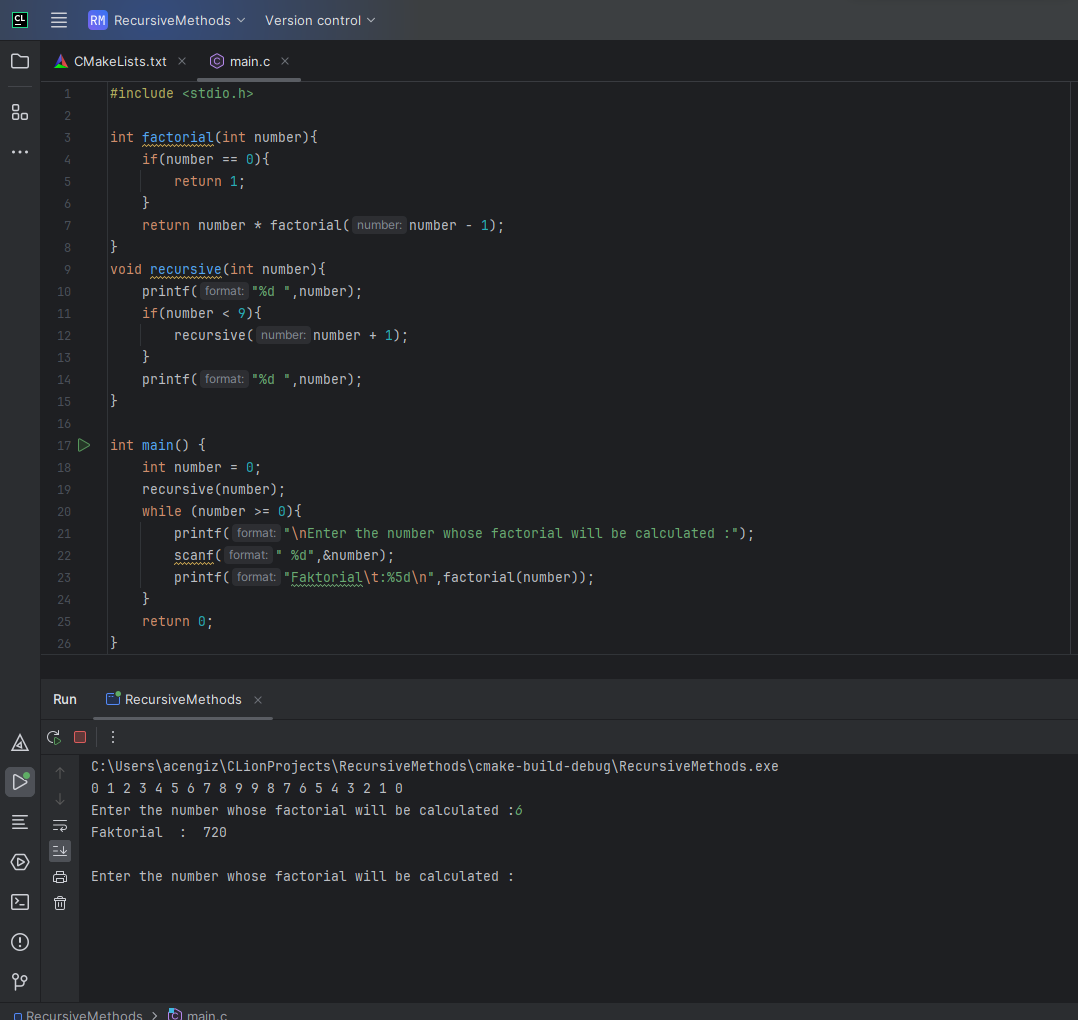 CL RM RecursiveMethods Version control
CMakeLists.txt × C main.c ×
1 #include <stdio.h>
2
3 int factorial(int number){
4 if(number == 0){
5 return 1;
6 }
7 return number * factorial( number: number - 1);
8 }
9 void recursive(int number){
10 printf( format: "%d ",number);
11 if(number < 9){
12 recursive( number: number + 1);
13 }
14 printf( format: "%d ",number);
15 }
16
17 int main() {
18 int number = 0;
19 recursive(number);
20 while (number >= 0){
21 printf( format: "\nEnter the number whose factorial will be calculated :");
22 scanf( format: " %d",&number);
23 printf( format: "Faktorial\t:%5d\n",factorial(number));
24 }
25 return 0;
26 }
Run RecursiveMethods ×
C:\Users\acengiz\CLionProjects\RecursiveMethods\cmake-build-debug\RecursiveMethods.exe
0 1 2 3 4 5 6 7 8 9 9 8 7 6 5 4 3 2 1 0
Enter the number whose factorial will be calculated :6
Faktorial : 720
Enter the number whose factorial will be calculated :
RecursiveMethods > C main.c